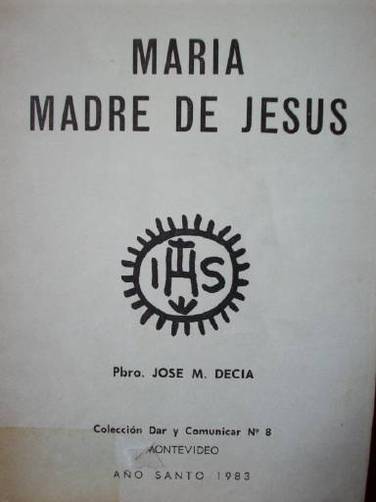 MARIA
MADRE DE JESUS
IHS
Pbro. JOSE M. DECIA
Colección Dar y Comunicar Nº 8
MONTEVIDEO
AÑO SANTO 1983